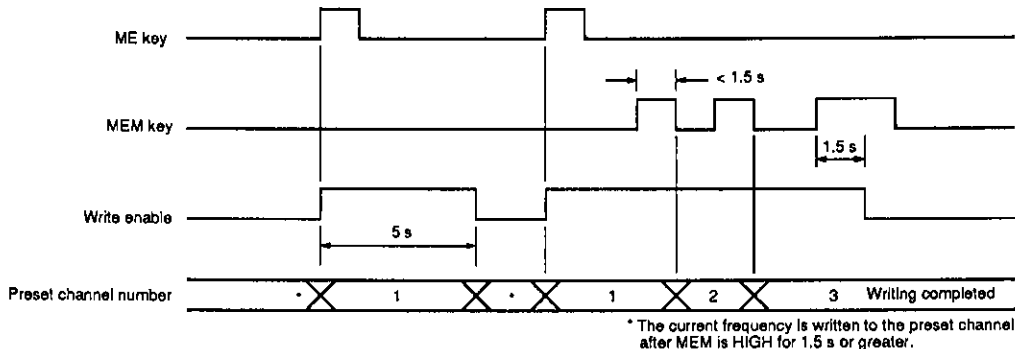 ME key
< 1.5 s
MEM key
1.5 s
Write enable
5 s
Preset channel number * 1 * 1 2 3 Writing completed
* The current frequency is written to the preset channel
after MEM is HIGH for 1.5 s or greater.